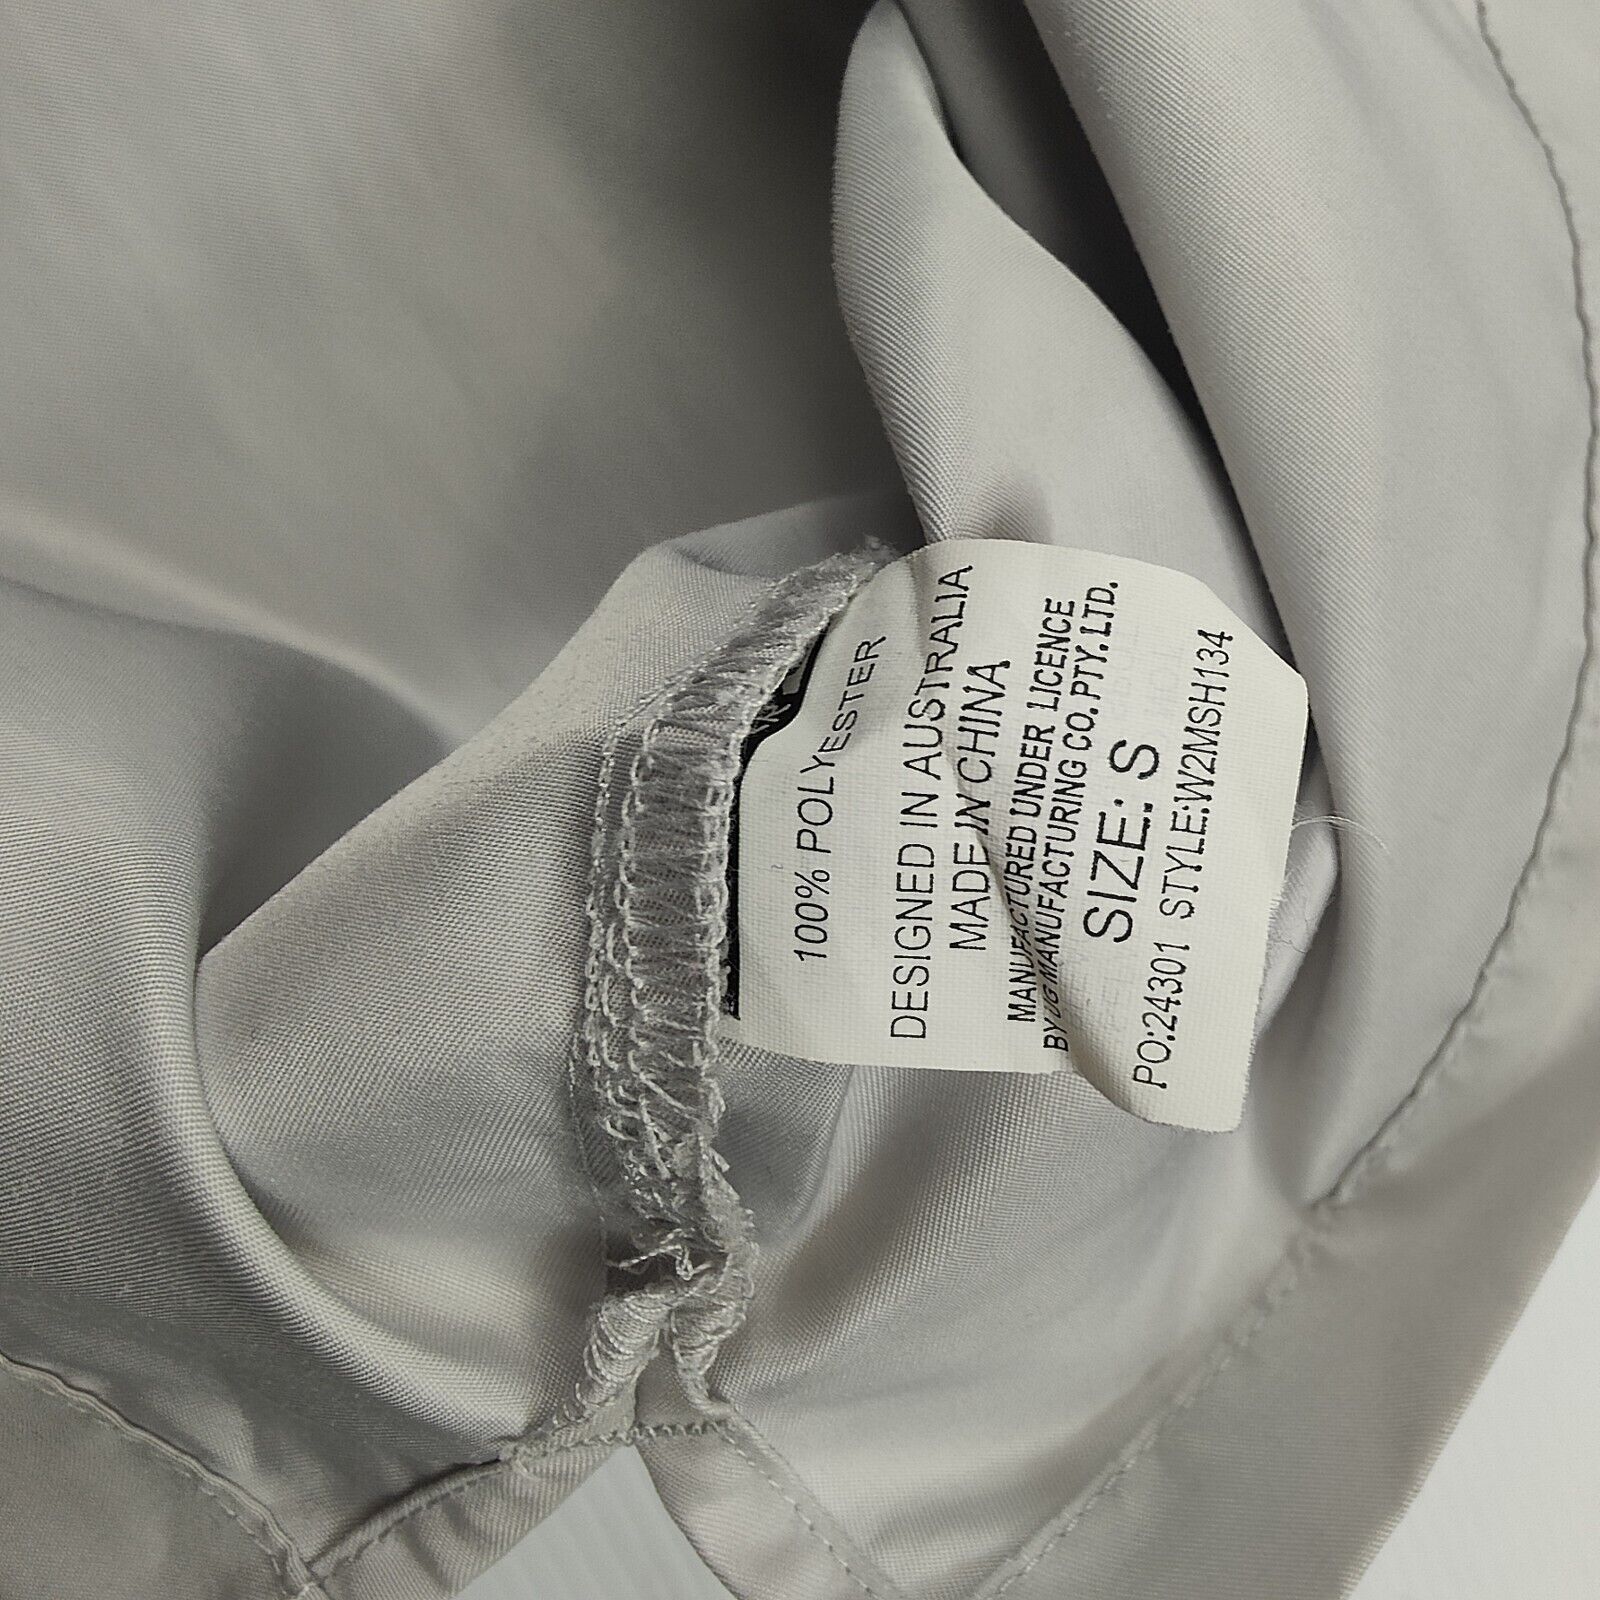 100% POLYESTER
DESIGNED IN AUSTRALIA
MADE IN CHINA
MANUFACTURED UNDER LICENCE
BY UG MANUFACTURING CO. PTY. LTD.
SIZE: S
PO:24301 STYLE:W2MSH134